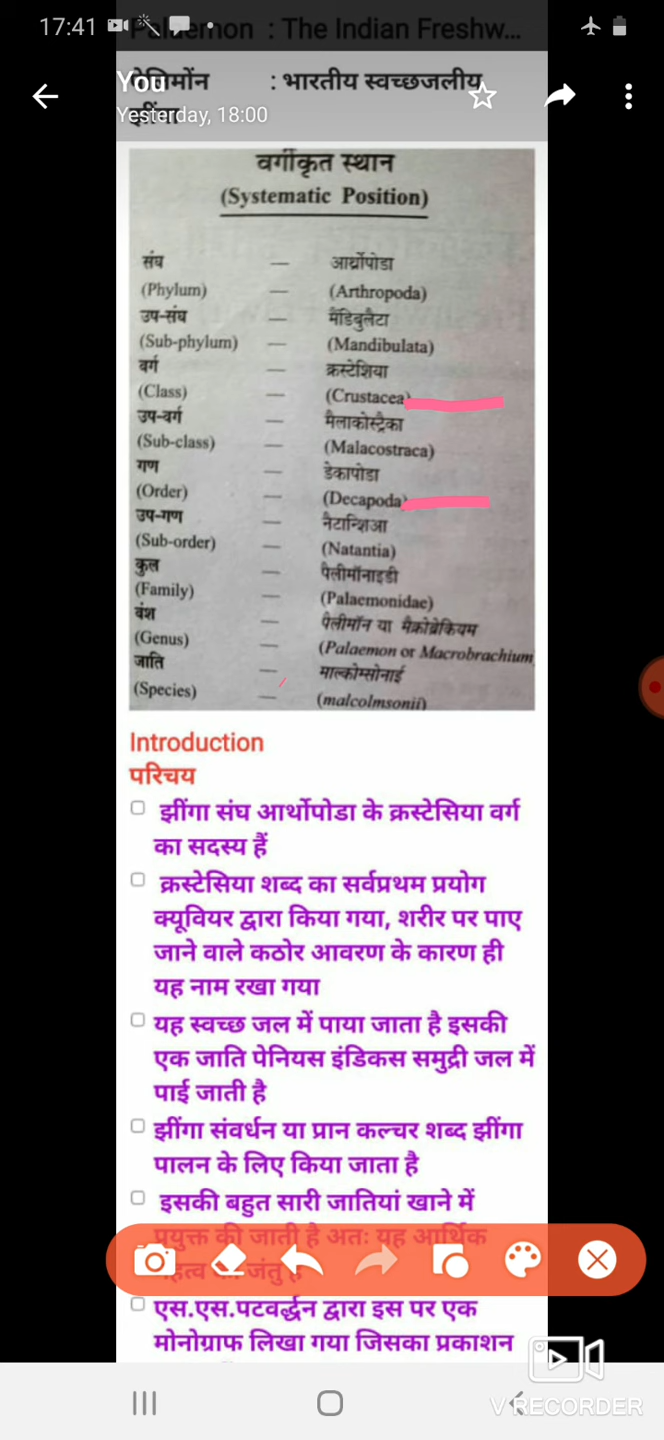 17:41
Palaemon : The Indian Freshw...
You
: भारतीय स्वच्छजलीय
Yesterday, 18:00
झींगा
वर्गीकृत स्थान
(Systematic Position)
संघ — आर्थ्रोपोडा
(Phylum) — (Arthropoda)
उप-संघ — मैंडिबुलैटा
(Sub-phylum) — (Mandibulata)
वर्ग — क्रस्टेशिया
(Class) — (Crustacea)
उप-वर्ग — मैलाकोस्ट्रैका
(Sub-class) — (Malacostraca)
गण — डेकापोडा
(Order) — (Decapoda)
उप-गण — नैटान्शिआ
(Sub-order) — (Natantia)
कुल — पैलीमॉनाइडी
(Family) — (Palaemonidae)
वंश — पैलीमॉन या मैक्रोब्रेकियम
(Genus) — (Palaemon or Macrobrachium
जाति — माल्कोम्सोनाई
(Species) — (malcolmsonii)
Introduction
परिचय
झींगा संघ आर्थोपोडा के क्रस्टेसिया वर्ग
का सदस्य हैं
क्रस्टेसिया शब्द का सर्वप्रथम प्रयोग
क्यूवियर द्वारा किया गया, शरीर पर पाए
जाने वाले कठोर आवरण के कारण ही
यह नाम रखा गया
यह स्वच्छ जल में पाया जाता है इसकी
एक जाति पेनियस इंडिकस समुद्री जल में
पाई जाती है
झींगा संवर्धन या प्रान कल्चर शब्द झींगा
पालन के लिए किया जाता है
इसकी बहुत सारी जातियां खाने में
प्रयुक्त की जाती है अतः यह आर्थिक
जंतु है
एस.एस.पटवर्द्धन द्वारा इस पर एक
मोनोग्राफ लिखा गया जिसका प्रकाशन
V RECORDER